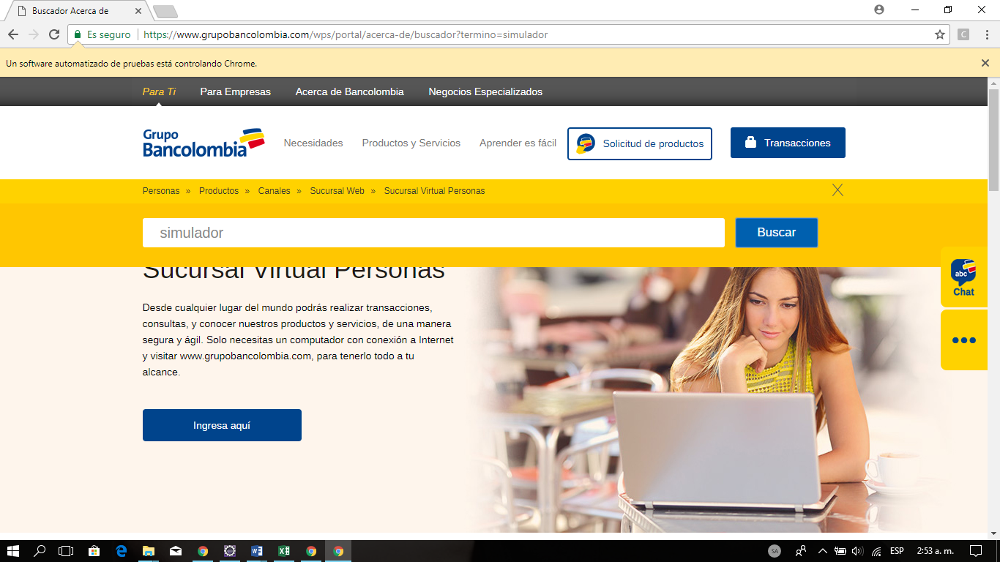 Buscador Acerca de
Es seguro https://www.grupobancolombia.com/wps/portal/acerca-de/buscador?termino=simulador
C
Un software automatizado de pruebas está controlando Chrome.
Para Ti Para Empresas Acerca de Bancolombia Negocios Especializados
Grupo
Bancolombia
Necesidades Productos y Servicios Aprender es fácil Solicitud de productos Transacciones
Personas » Productos » Canales » Sucursal Web » Sucursal Virtual Personas
simulador Buscar
Sucursal Virtual Personas
abc
Chat
Desde cualquier lugar del mundo podrás realizar transacciones,
consultas, y conocer nuestros productos y servicios, de una manera
segura y ágil. Solo necesitas un computador con conexión a Internet
y visitar www.grupobancolombia.com, para tenerlo todo a tu
alcance.
Ingresa aquí
SA ESP 2:53 a. m.